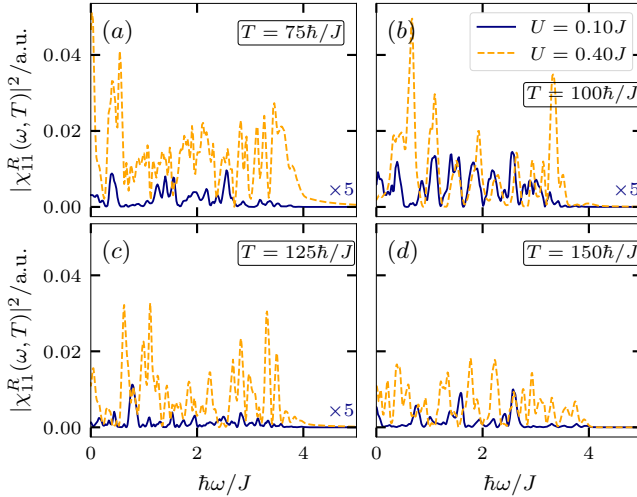 (a)
T = 75ħ/J
(b)
U = 0.10J
U = 0.40J
T = 100ħ/J
|χ^R_11(ω, T)|²/a.u.
0.04
0.02
0.00
×5
×5
(c)
T = 125ħ/J
(d)
T = 150ħ/J
|χ^R_11(ω, T)|²/a.u.
0.04
0.02
0.00
×5
0
2
4
0
2
4
ħω/J
ħω/J